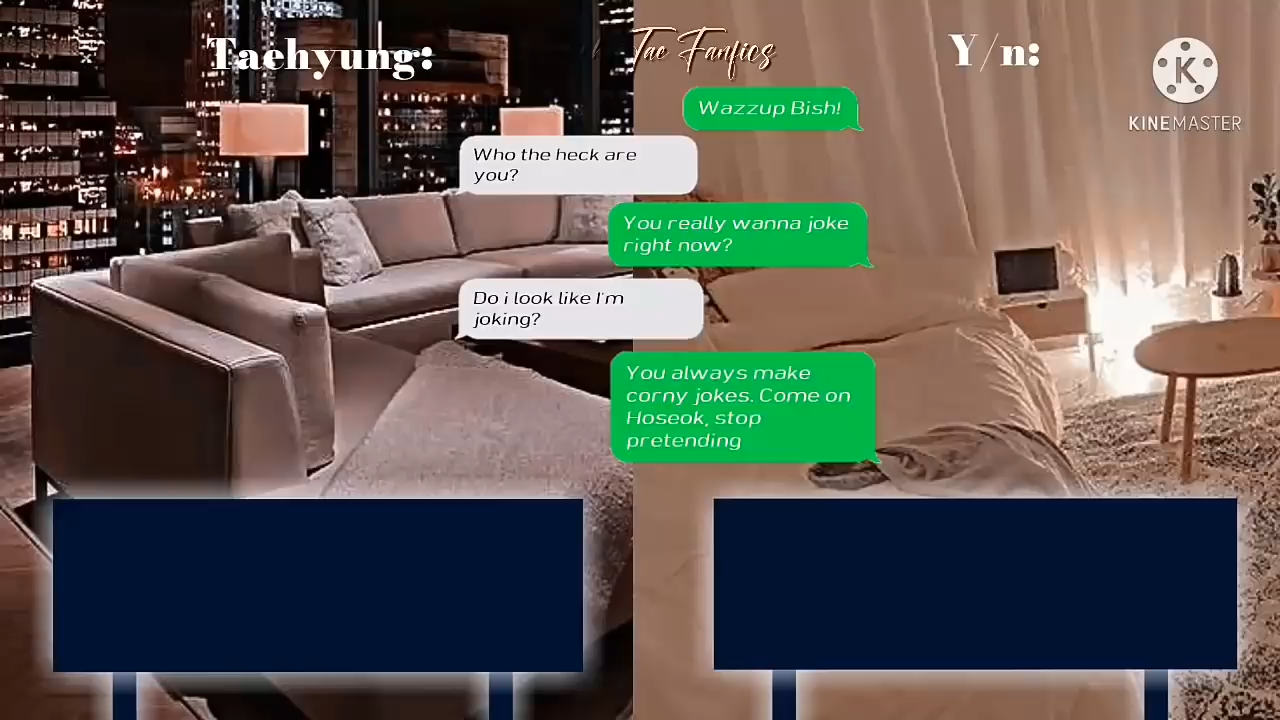 Taehyung:
Tae Fanfics
Y/n:
KINEMASTER
Wazzup Bish!
Who the heck are
you?
You really wanna joke
right now?
Do i look like I'm
joking?
You always make
corny jokes. Come on
Hoseok, stop
pretending